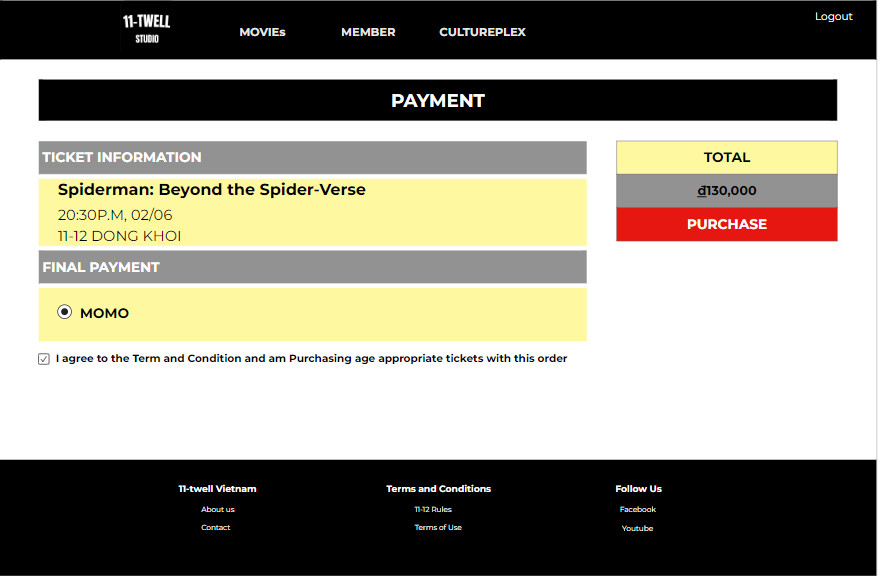 11-TWELL
STUDIO
MOVIEs
MEMBER
CULTUREPLEX
Logout
PAYMENT
TICKET INFORMATION
Spiderman: Beyond the Spider-Verse
20:30P.M, 02/06
11-12 DONG KHOI
FINAL PAYMENT
MOMO
I agree to the Term and Condition and am Purchasing age appropriate tickets with this order
TOTAL
₫130,000
PURCHASE
11-twell Vietnam
About us
Contact
Terms and Conditions
11-12 Rules
Terms of Use
Follow Us
Facebook
Youtube